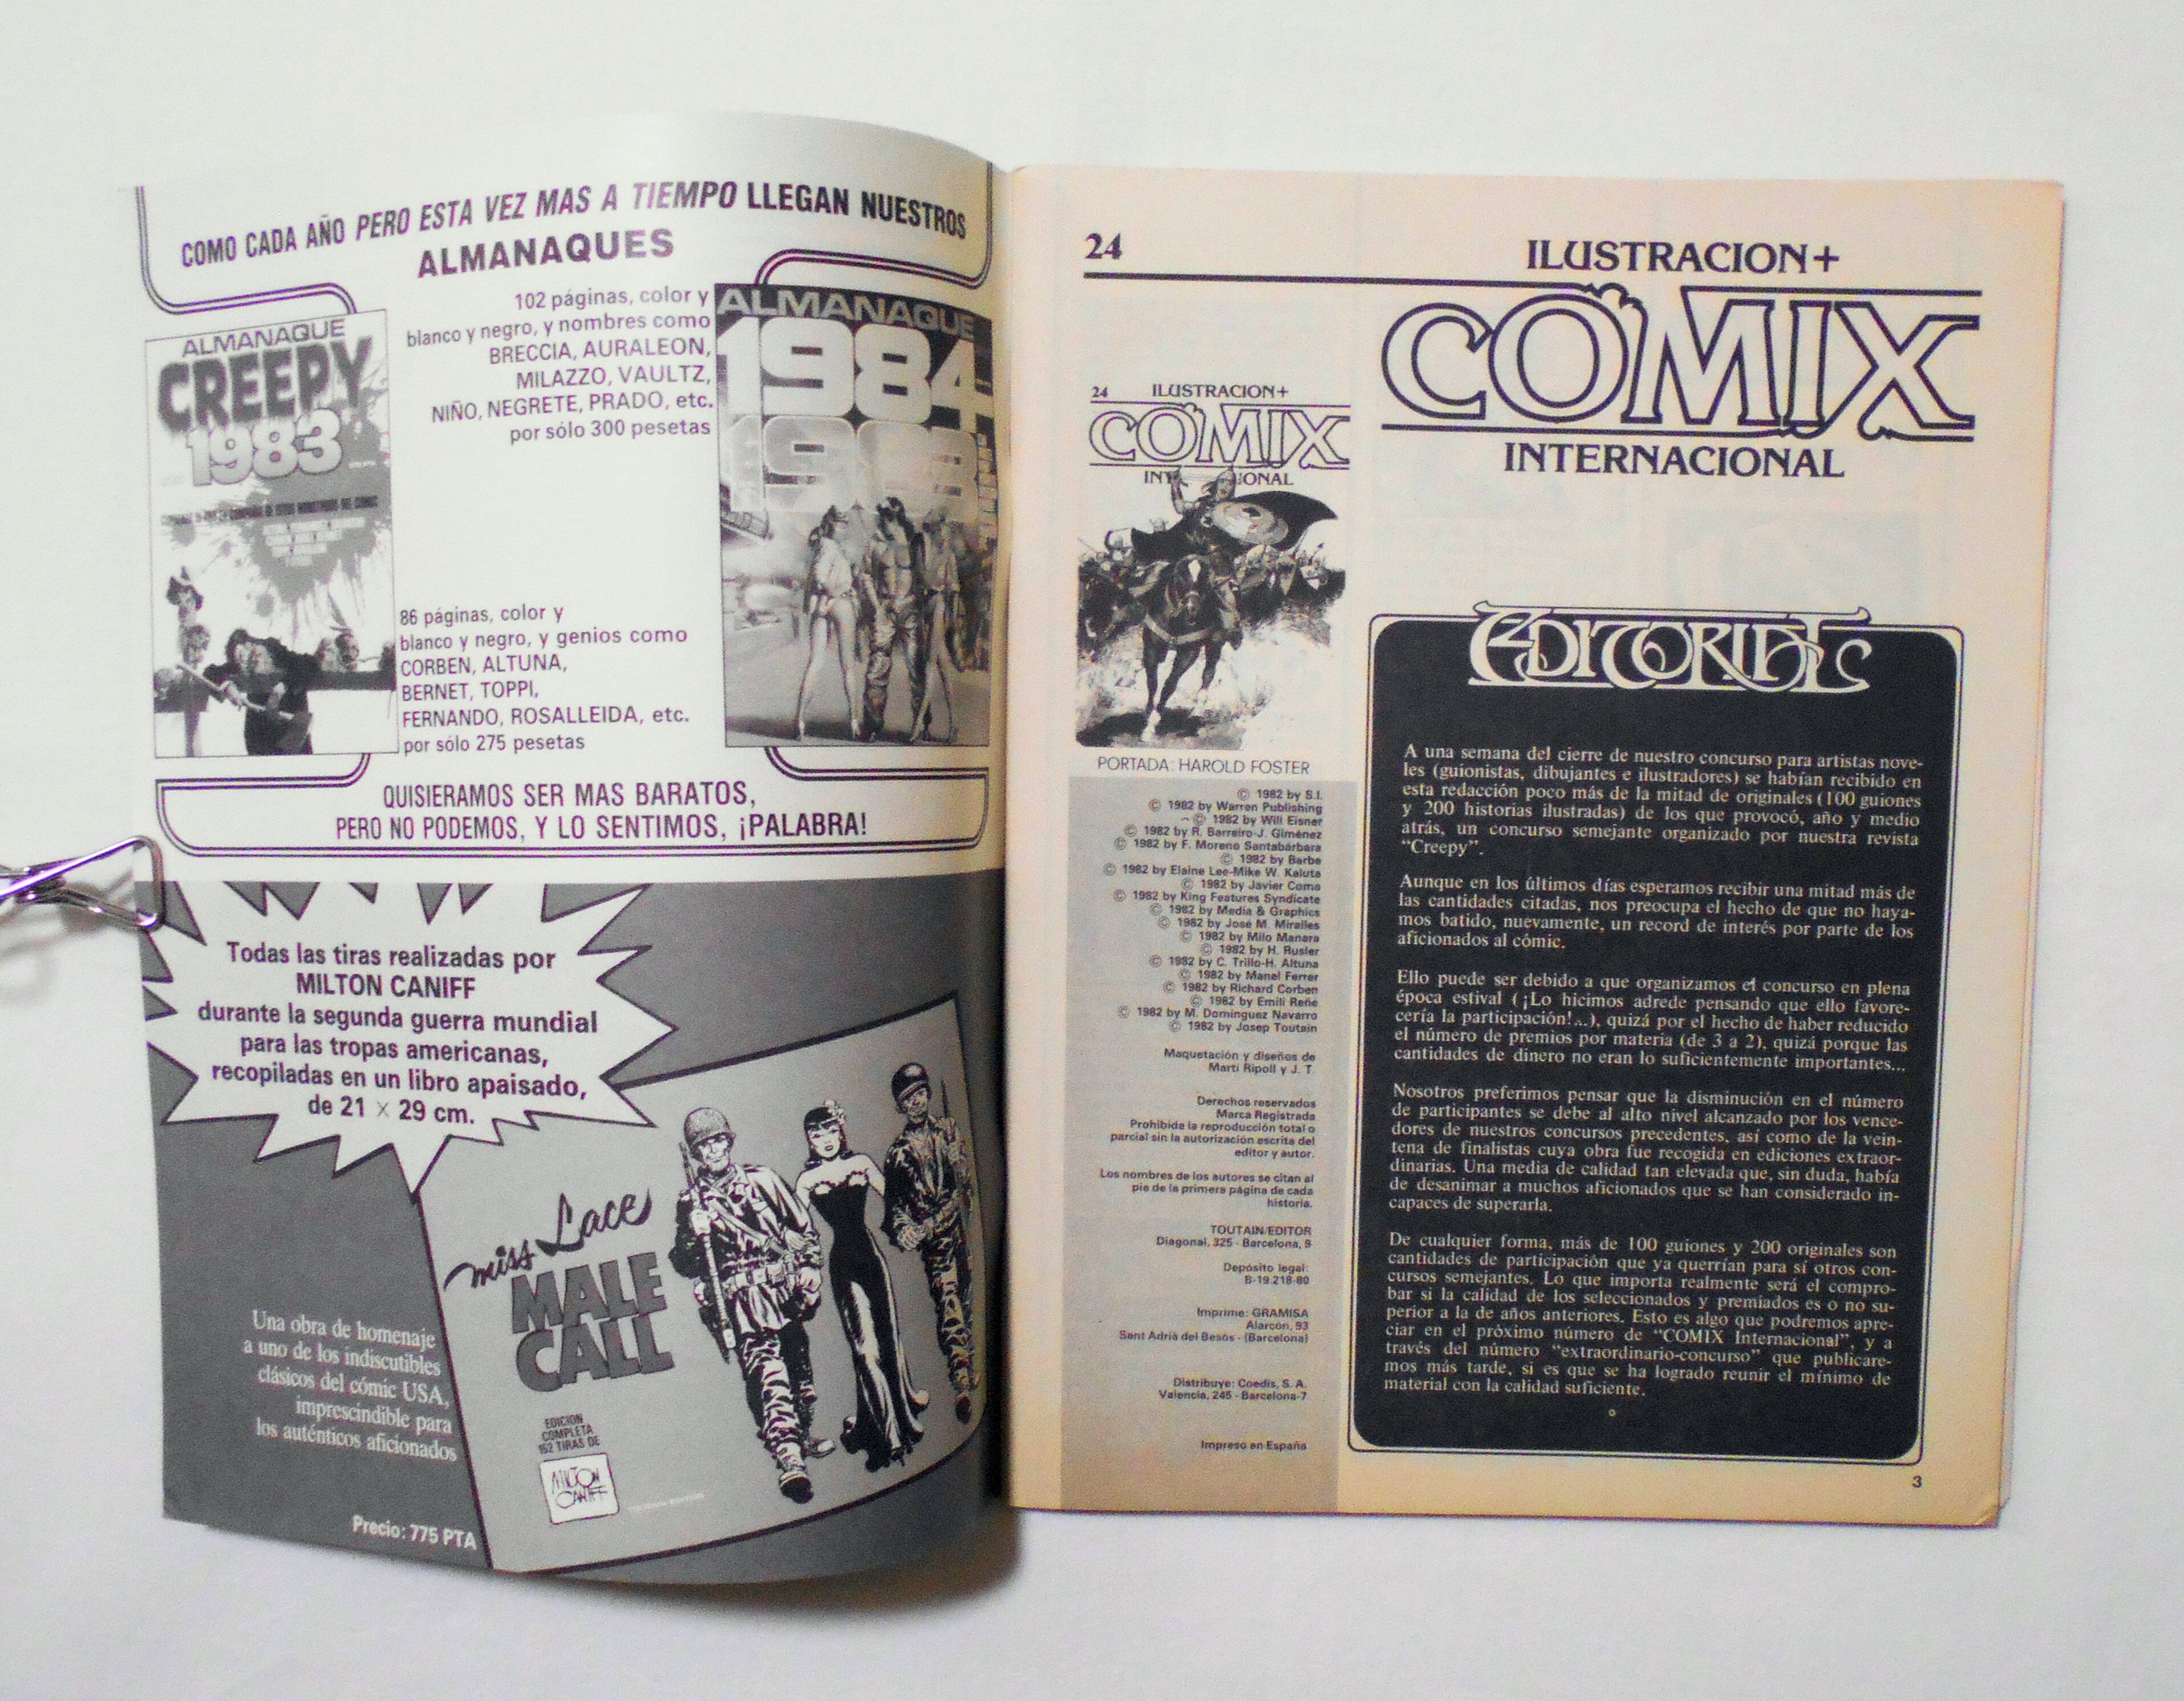 COMO CADA AÑO PERO ESTA VEZ MAS A TIEMPO LLEGAN NUESTROS
ALMANAQUES
ALMANAQUE
CREEPY
1983
102 páginas, color y
blanco y negro, y nombres como
BRECCIA, AURALEON,
MILAZZO, VAULTZ,
NIÑO, NEGRETE, PRADO, etc.
por sólo 300 pesetas
ALMANAQUE
1984
1983
86 páginas, color y
blanco y negro, y genios como
CORBEN, ALTUNA,
BERNET, TOPPI,
FERNANDO, ROSALLEIDA, etc.
por sólo 275 pesetas
QUISIERAMOS SER MAS BARATOS,
PERO NO PODEMOS, Y LO SENTIMOS, ¡PALABRA!
Todas las tiras realizadas por
MILTON CANIFF
durante la segunda guerra mundial
para las tropas americanas,
recopiladas en un libro apaisado,
de 21 × 29 cm.
miss Lace
MALE
CALL
EDICION
COMPLETA
152 TIRAS DE
MILTON
CANIFF
Una obra de homenaje
a uno de los indiscutibles
clásicos del cómic USA,
imprescindible para
los auténticos aficionados
Precio: 775 PTA
24
ILUSTRACION+
COMIX
INTERNACIONAL
24
ILUSTRACION+
COMIX
PORTADA: HAROLD FOSTER
© 1982 by S.I.
© 1982 by Warren Publishing
© 1982 by Will Eisner
© 1982 by R. Barreiro-J. Giménez
© 1982 by F. Moreno Santabárbara
© 1982 by Barbe
© 1982 by Elaine Lee-Mike W. Kaluta
© 1982 by Javier Coma
© 1982 by King Features Syndicate
© 1982 by Media & Graphics
© 1982 by José M. Miralles
© 1982 by Milo Manara
© 1982 by H. Rusler
© 1982 by C. Trillo-H. Altuna
© 1982 by Manel Ferrer
© 1982 by Richard Corben
© 1982 by Emili Reñé
© 1982 by M. Domínguez Navarro
© 1982 by Josep Toutain
Maquetación y diseños de
Martí Ripoll y J. T.
Derechos reservados
Marca Registrada
Prohibida la reproducción total o
parcial sin la autorización escrita del
editor y autor.
Los nombres de los autores se citan al
pie de la primera página de cada
historia.
TOUTAIN/EDITOR
Diagonal, 325 - Barcelona, 9
Depósito legal:
B-19.218-80
Imprime: GRAMISA
Alarcón, 93
Sant Adrià del Besòs - (Barcelona)
Distribuye: Coedis, S. A.
Valencia, 245 - Barcelona-7
Impreso en España
EDITORIAL
A una semana del cierre de nuestro concurso para artistas nove-
les (guionistas, dibujantes e ilustradores) se habían recibido en
esta redacción poco más de la mitad de originales (100 guiones
y 200 historias ilustradas) de los que provocó, año y medio
atrás, un concurso semejante organizado por nuestra revista
“Creepy”.
Aunque en los últimos días esperamos recibir una mitad más de
las cantidades citadas, nos preocupa el hecho de que no haya-
mos batido, nuevamente, un record de interés por parte de los
aficionados al cómic.
Ello puede ser debido a que organizamos el concurso en plena
época estival (¡Lo hicimos adrede pensando que ello favore-
cería la participación!...), quizá por el hecho de haber reducido
el número de premios por materia (de 3 a 2), quizá porque las
cantidades de dinero no eran lo suficientemente importantes...
Nosotros preferimos pensar que la disminución en el número
de participantes se debe al alto nivel alcanzado por los vence-
dores de nuestros concursos precedentes, así como de la vein-
tena de finalistas cuya obra fue recogida en ediciones extraor-
dinarias. Una media de calidad tan elevada que, sin duda, había
de desanimar a muchos aficionados que se han considerado in-
capaces de superarla.
De cualquier forma, más de 100 guiones y 200 originales son
cantidades de participación que ya querrían para sí otros con-
cursos semejantes. Lo que importa realmente será el compro-
bar si la calidad de los seleccionados y premiados es o no su-
perior a la de años anteriores. Esto es algo que podremos apre-
ciar en el próximo número de “COMIX Internacional”, y a
través del número “extraordinario-concurso” que publicare-
mos más tarde, si es que se ha logrado reunir el mínimo de
material con la calidad suficiente.
3